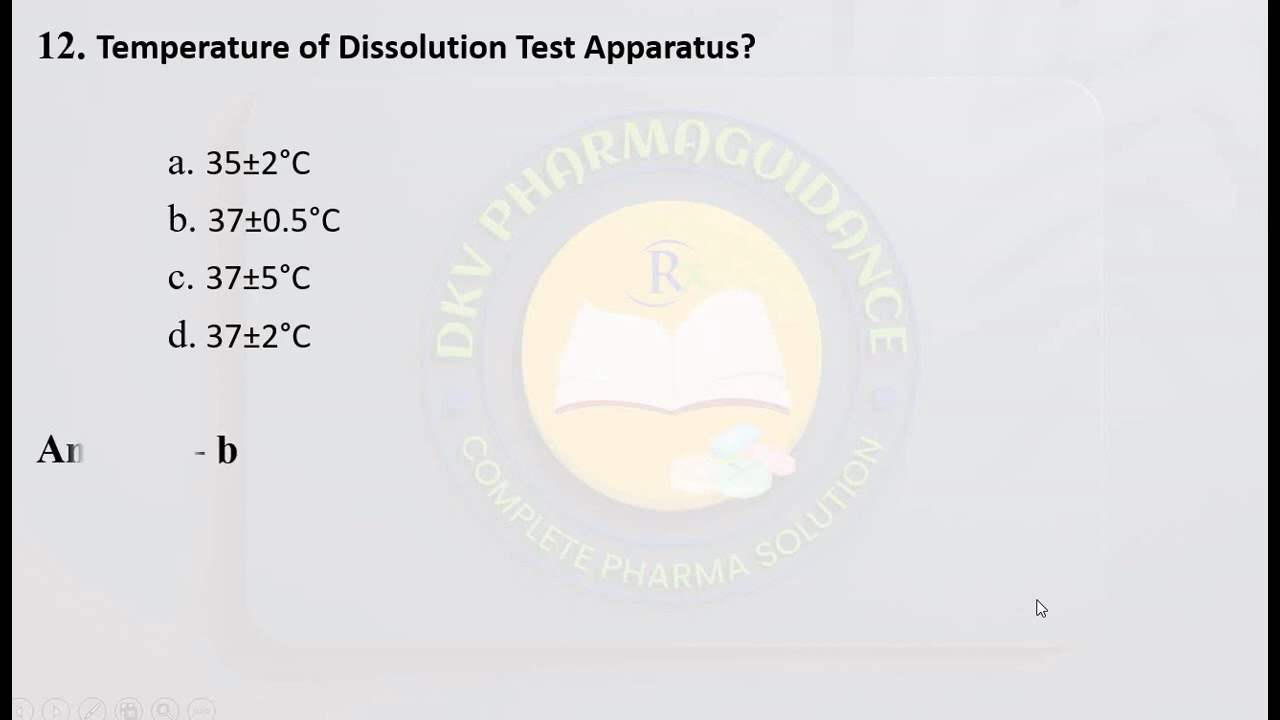 12. Temperature of Dissolution Test Apparatus?
a. 35±2°C
b. 37±0.5°C
c. 37±5°C
d. 37±2°C
- b
DKV PHARMAGUIDANCE
Rx
COMPLETE PHARMA SOLUTION